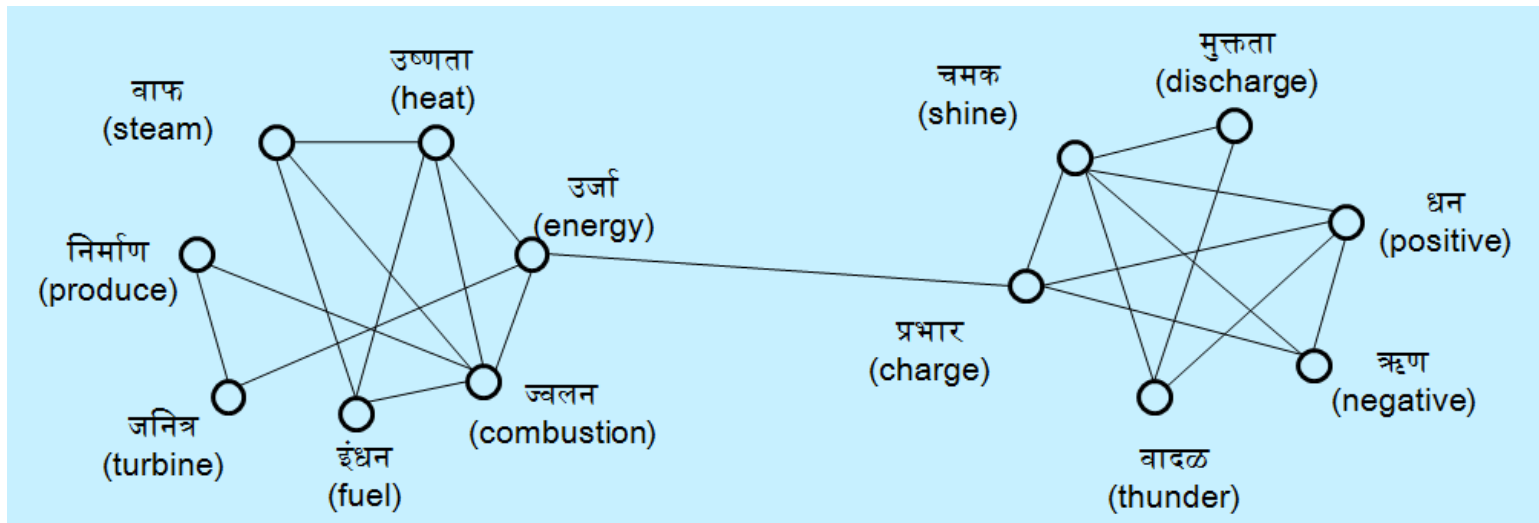 वाफ
(steam)
उष्णता
(heat)
उर्जा
(energy)
निर्माण
(produce)
जनित्र
(turbine)
इंधन
(fuel)
ज्वलन
(combustion)
चमक
(shine)
मुक्तता
(discharge)
धन
(positive)
प्रभार
(charge)
ऋण
(negative)
वादळ
(thunder)